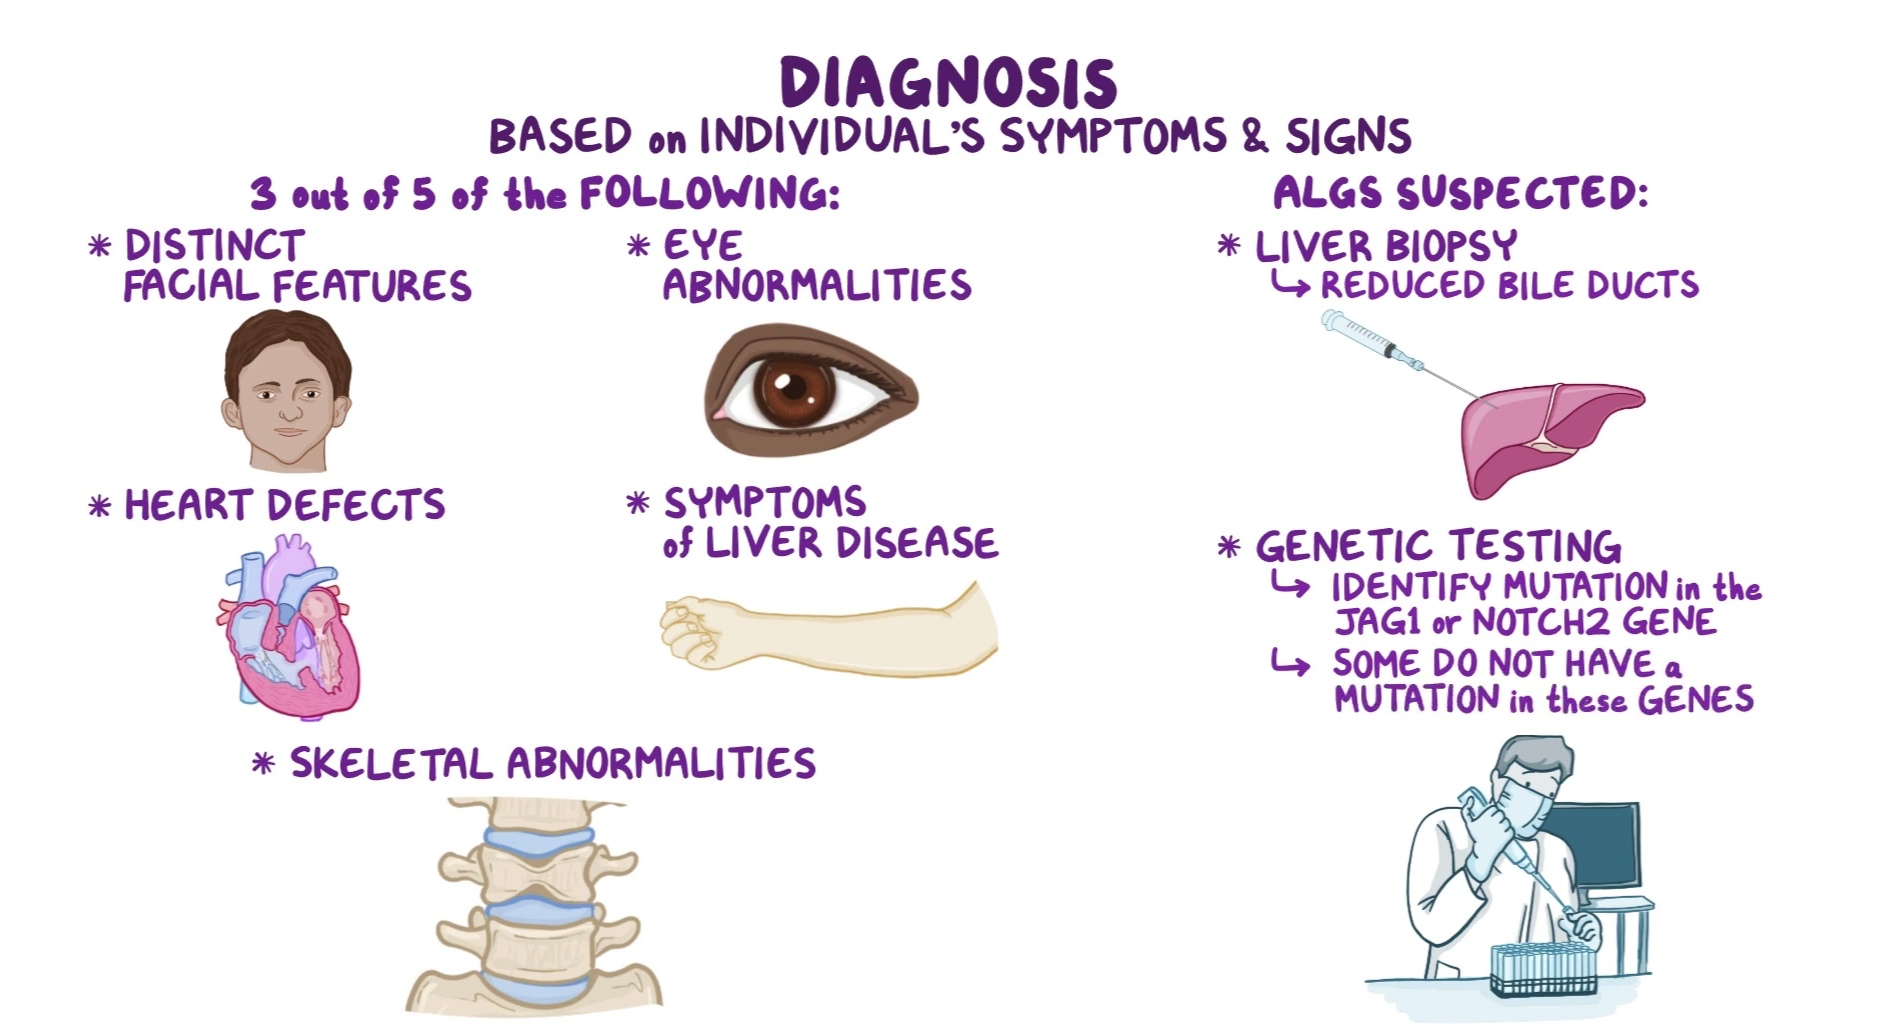 DIAGNOSIS
BASED on INDIVIDUAL'S SYMPTOMS & SIGNS
3 out of 5 of the FOLLOWING:
* DISTINCT
FACIAL FEATURES
* EYE
ABNORMALITIES
* HEART DEFECTS
* SYMPTOMS
of LIVER DISEASE
* SKELETAL ABNORMALITIES
ALGS SUSPECTED:
* LIVER BIOPSY
↳ REDUCED BILE DUCTS
* GENETIC TESTING
↳ IDENTIFY MUTATION in the
JAG1 or NOTCH2 GENE
↳ SOME DO NOT HAVE a
MUTATION in these GENES